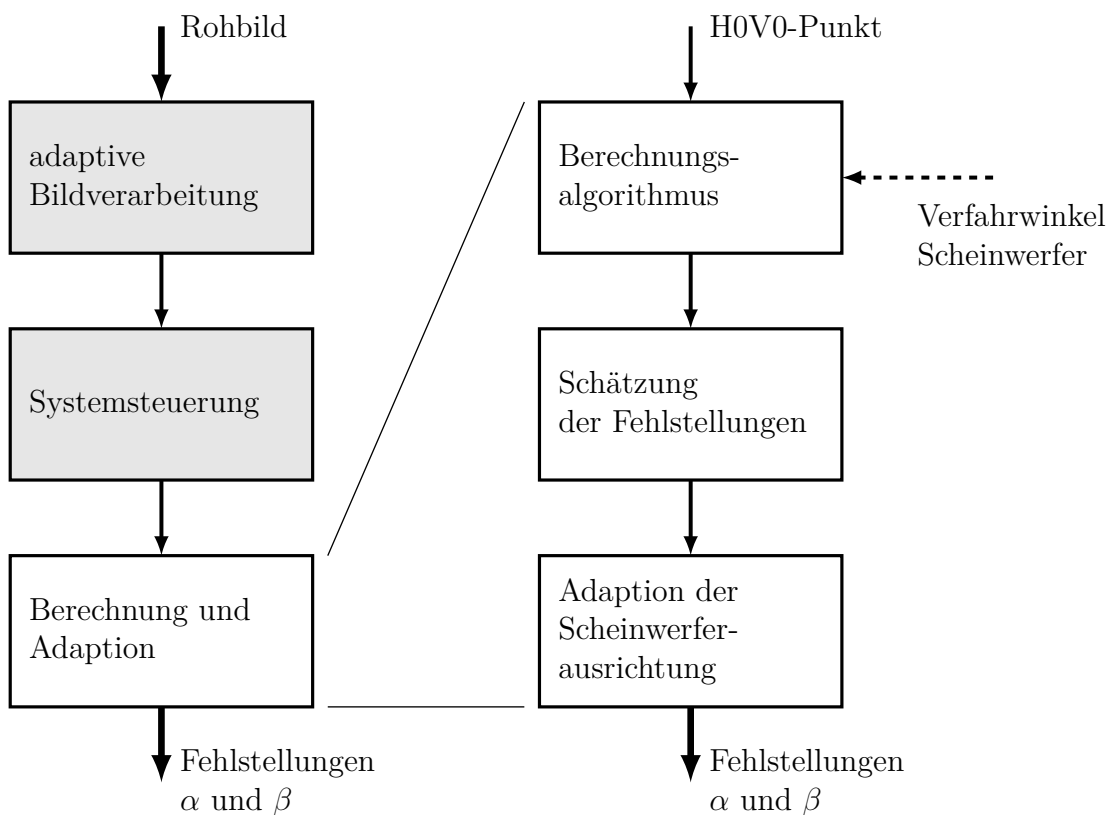 Rohbild
adaptive
Bildverarbeitung
Systemsteuerung
Berechnung und
Adaption
Fehlstellungen
α und β
H0V0-Punkt
Berechnungs-
algorithmus
Verfahrwinkel
Scheinwerfer
Schätzung
der Fehlstellungen
Adaption der
Scheinwerfer-
ausrichtung
Fehlstellungen
α und β